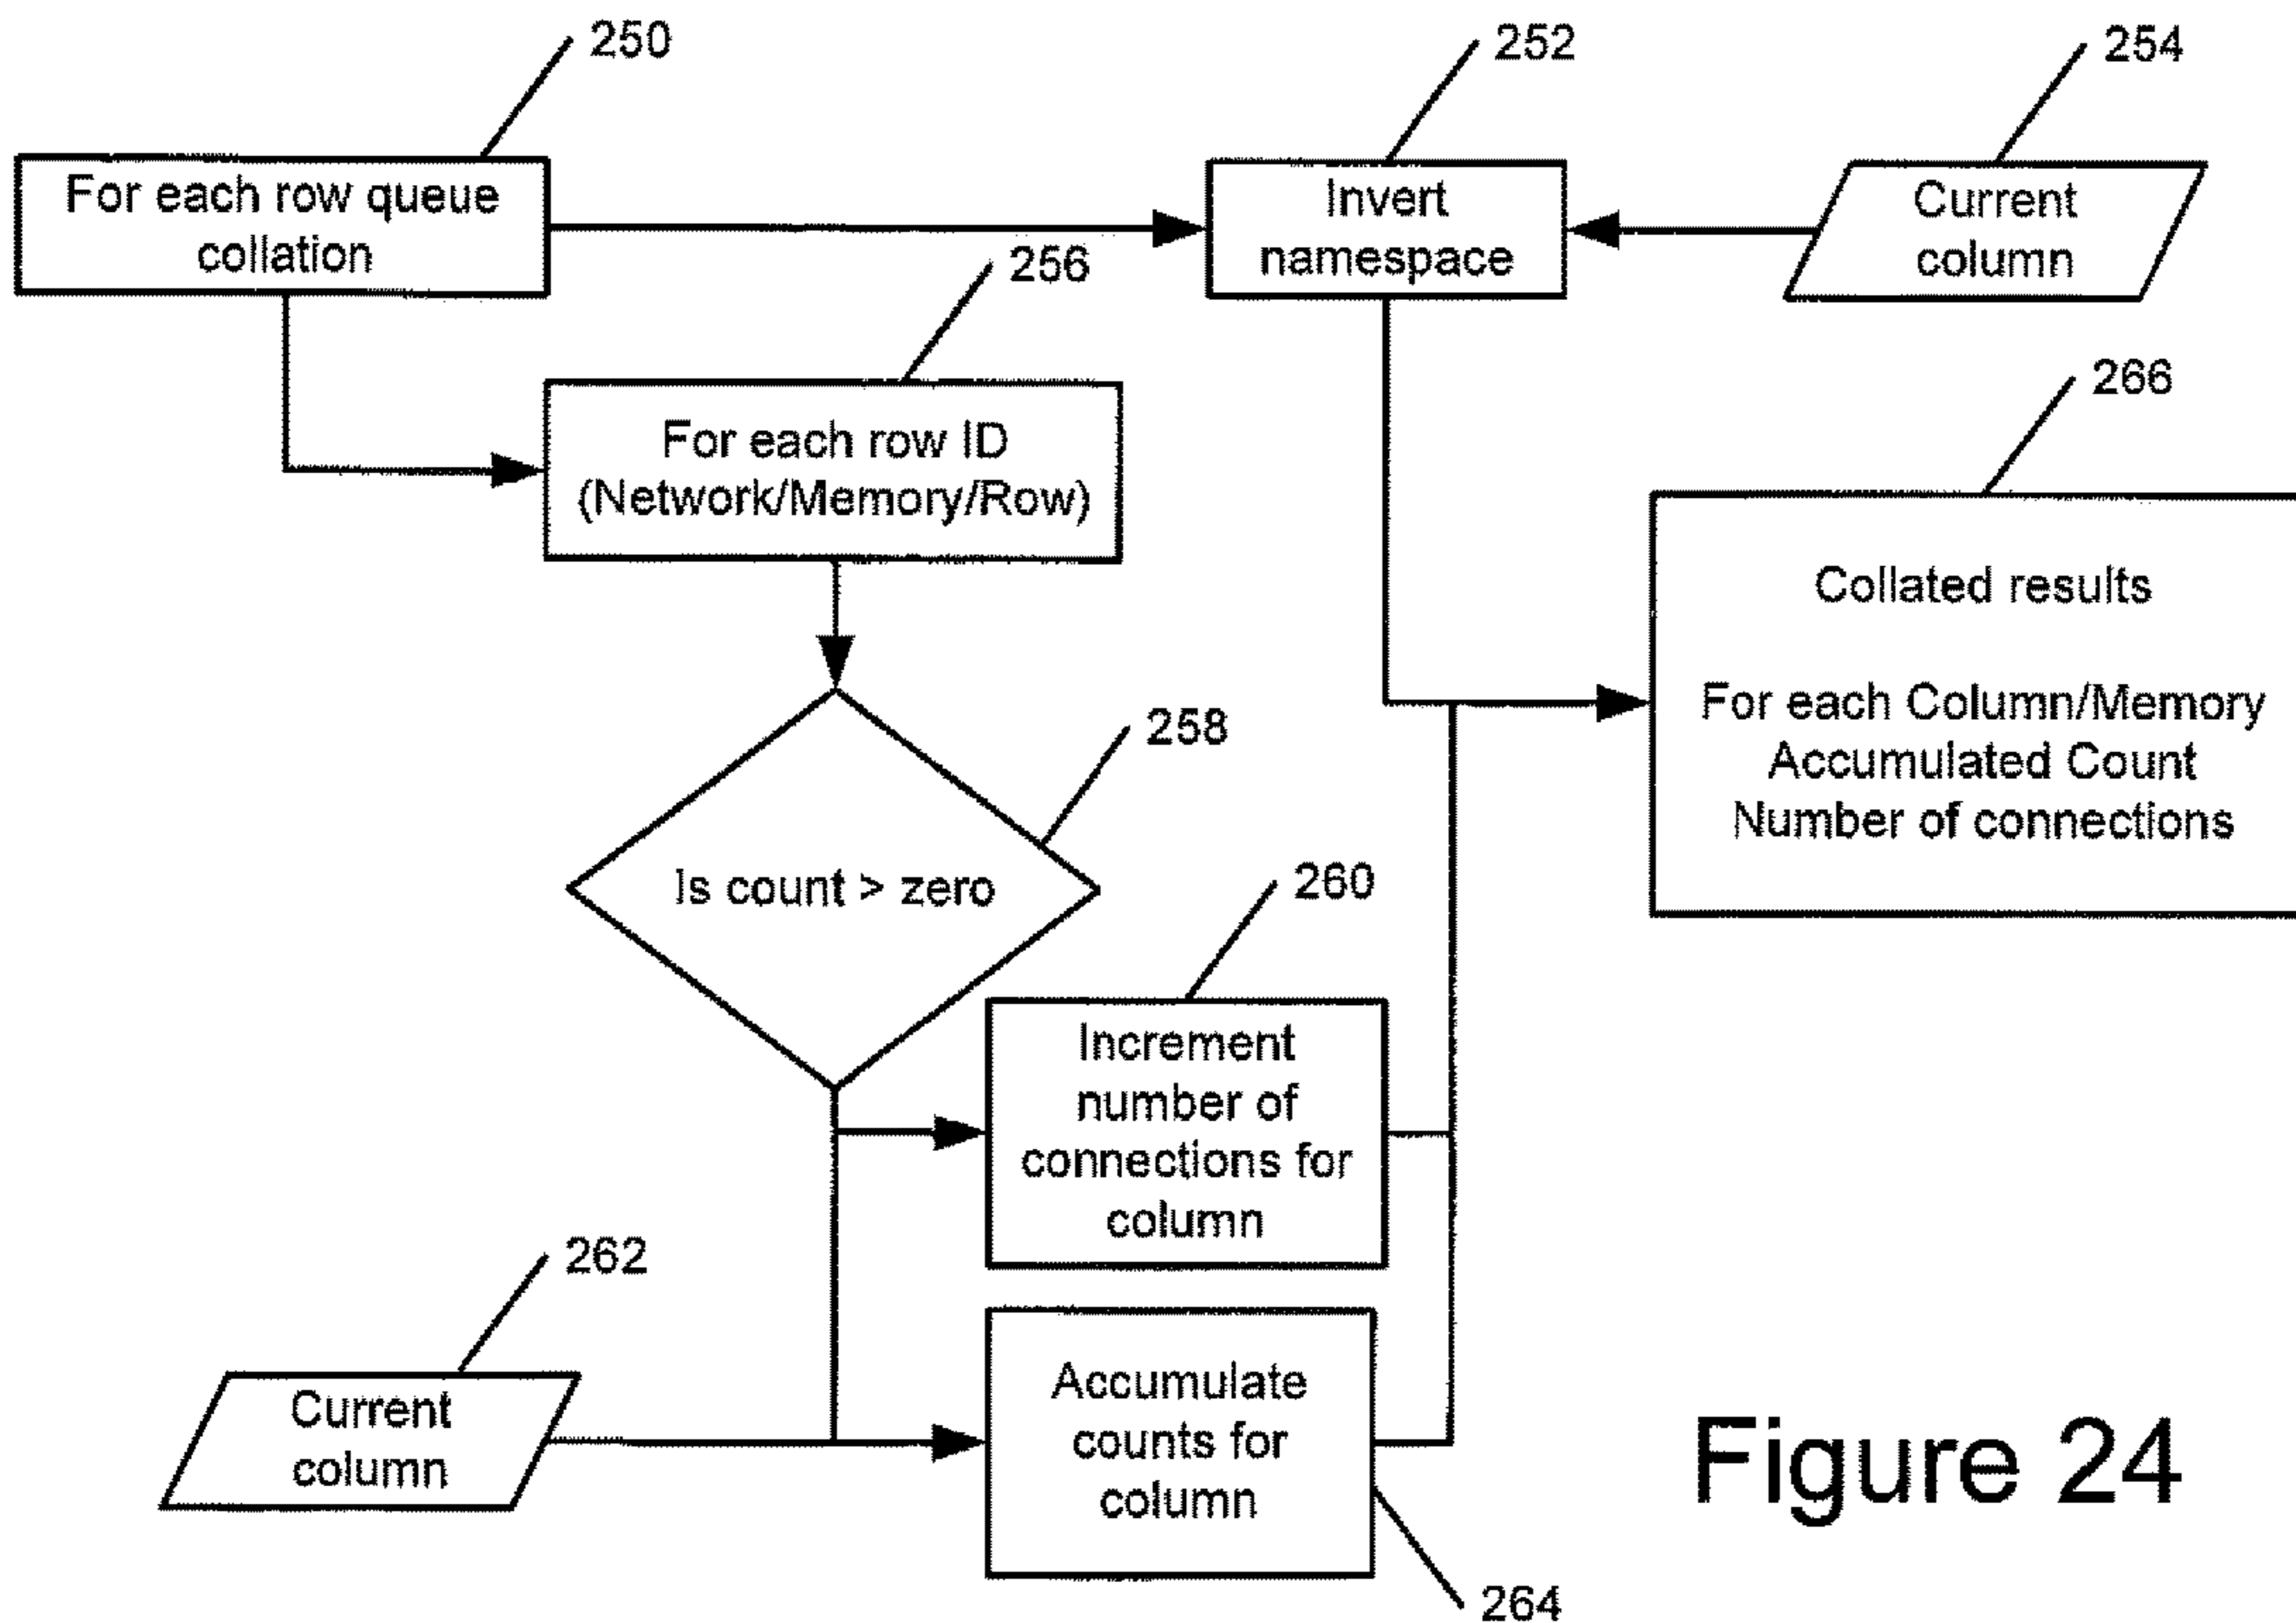 250
252
254
For each row queue
collation
Invert
namespace
Current
column
256
For each row ID
(Network/Memory/Row)
266
Collated results
For each Column/Memory
Accumulated Count
Number of connections
258
Is count > zero
260
Increment
number of
connections for
column
262
Current
column
Accumulate
counts for
column
264
Figure 24